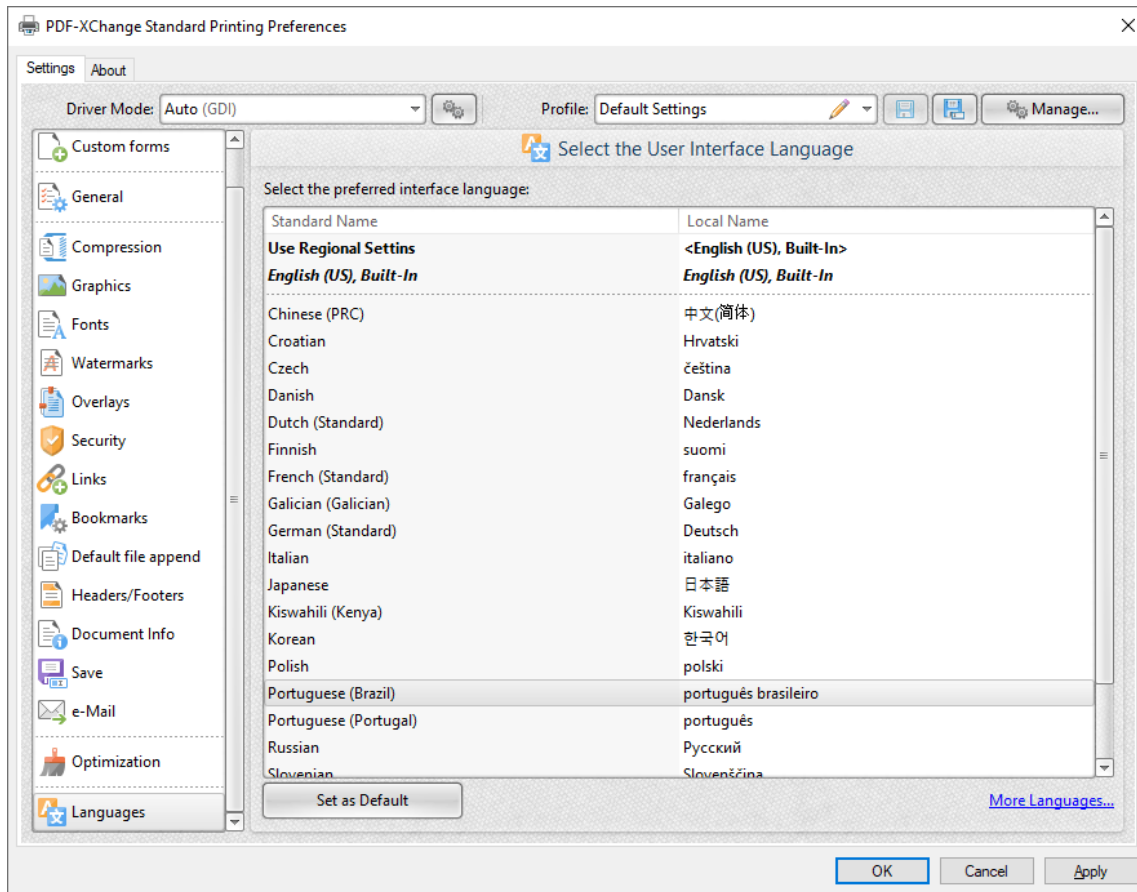 PDF-XChange Standard Printing Preferences
Settings About
Driver Mode: Auto (GDI) Profile: Default Settings Manage...
Custom forms
General
Compression
Graphics
Fonts
Watermarks
Overlays
Security
Links
Bookmarks
Default file append
Headers/Footers
Document Info
Save
e-Mail
Optimization
Languages
Select the User Interface Language
Select the preferred interface language:
Standard Name Local Name
Use Regional Settins <English (US), Built-In>
English (US), Built-In English (US), Built-In
Chinese (PRC) 中文(简体)
Croatian Hrvatski
Czech čeština
Danish Dansk
Dutch (Standard) Nederlands
Finnish suomi
French (Standard) français
Galician (Galician) Galego
German (Standard) Deutsch
Italian italiano
Japanese 日本語
Kiswahili (Kenya) Kiswahili
Korean 한국어
Polish polski
Portuguese (Brazil) português brasileiro
Portuguese (Portugal) português
Russian Русский
Slovenian Slovenščina
Set as Default More Languages...
OK Cancel Apply